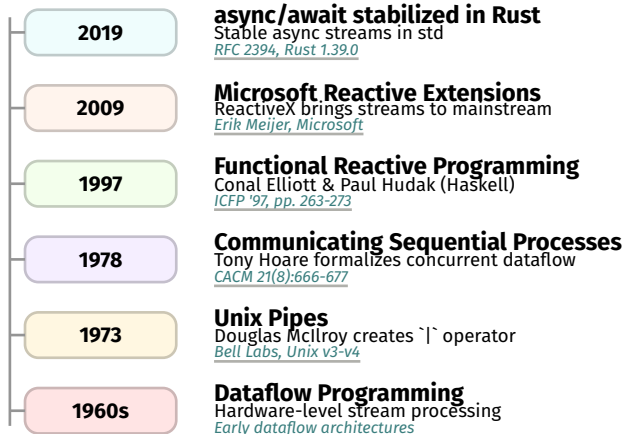 2019
async/await stabilized in Rust
Stable async streams in std
RFC 2394, Rust 1.39.0
2009
Microsoft Reactive Extensions
ReactiveX brings streams to mainstream
Erik Meijer, Microsoft
1997
Functional Reactive Programming
Conal Elliott & Paul Hudak (Haskell)
ICFP '97, pp. 263-273
1978
Communicating Sequential Processes
Tony Hoare formalizes concurrent dataflow
CACM 21(8):666-677
1973
Unix Pipes
Douglas McIlroy creates `|` operator
Bell Labs, Unix v3-v4
1960s
Dataflow Programming
Hardware-level stream processing
Early dataflow architectures